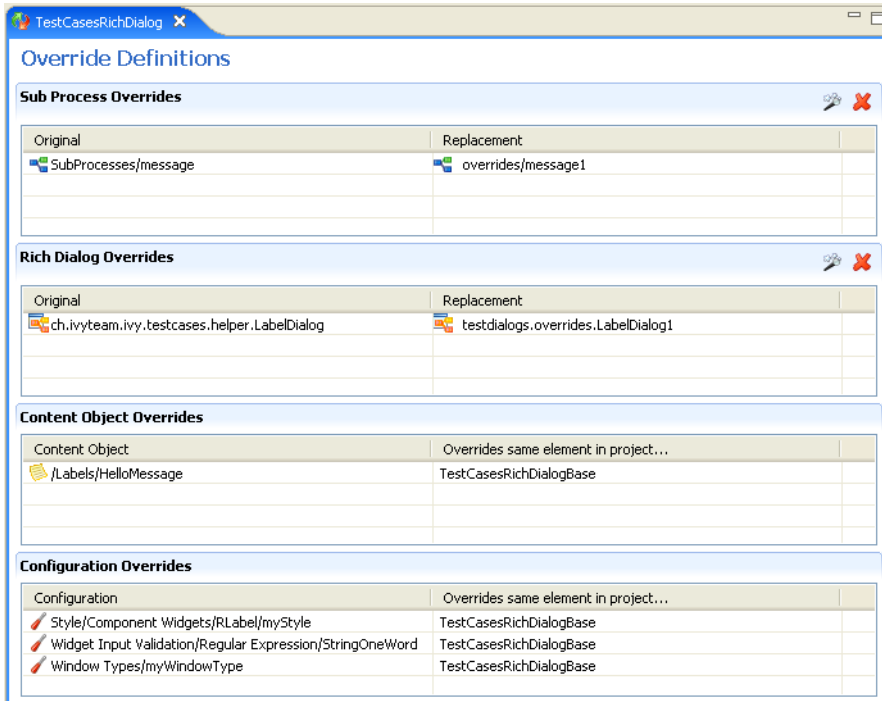 TestCasesRichDialog
Override Definitions
Sub Process Overrides
Original Replacement
SubProcesses/message overrides/message1
Rich Dialog Overrides
Original Replacement
ch.ivyteam.ivy.testcases.helper.LabelDialog testdialogs.overrides.LabelDialog1
Content Object Overrides
Content Object Overrides same element in project...
/Labels/HelloMessage TestCasesRichDialogBase
Configuration Overrides
Configuration Overrides same element in project...
Style/Component Widgets/RLabel/myStyle TestCasesRichDialogBase
Widget Input Validation/Regular Expression/StringOneWord TestCasesRichDialogBase
Window Types/myWindowType TestCasesRichDialogBase